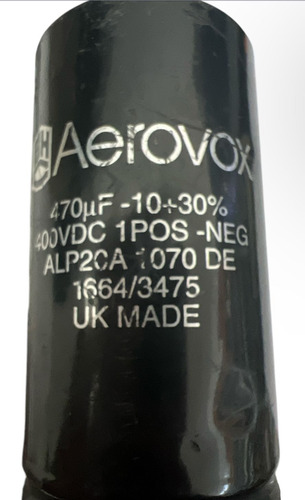 Aerovox
470µF -10+30%
400VDC 1POS -NEG
ALP20A 1070 DE
1664/3475
UK MADE